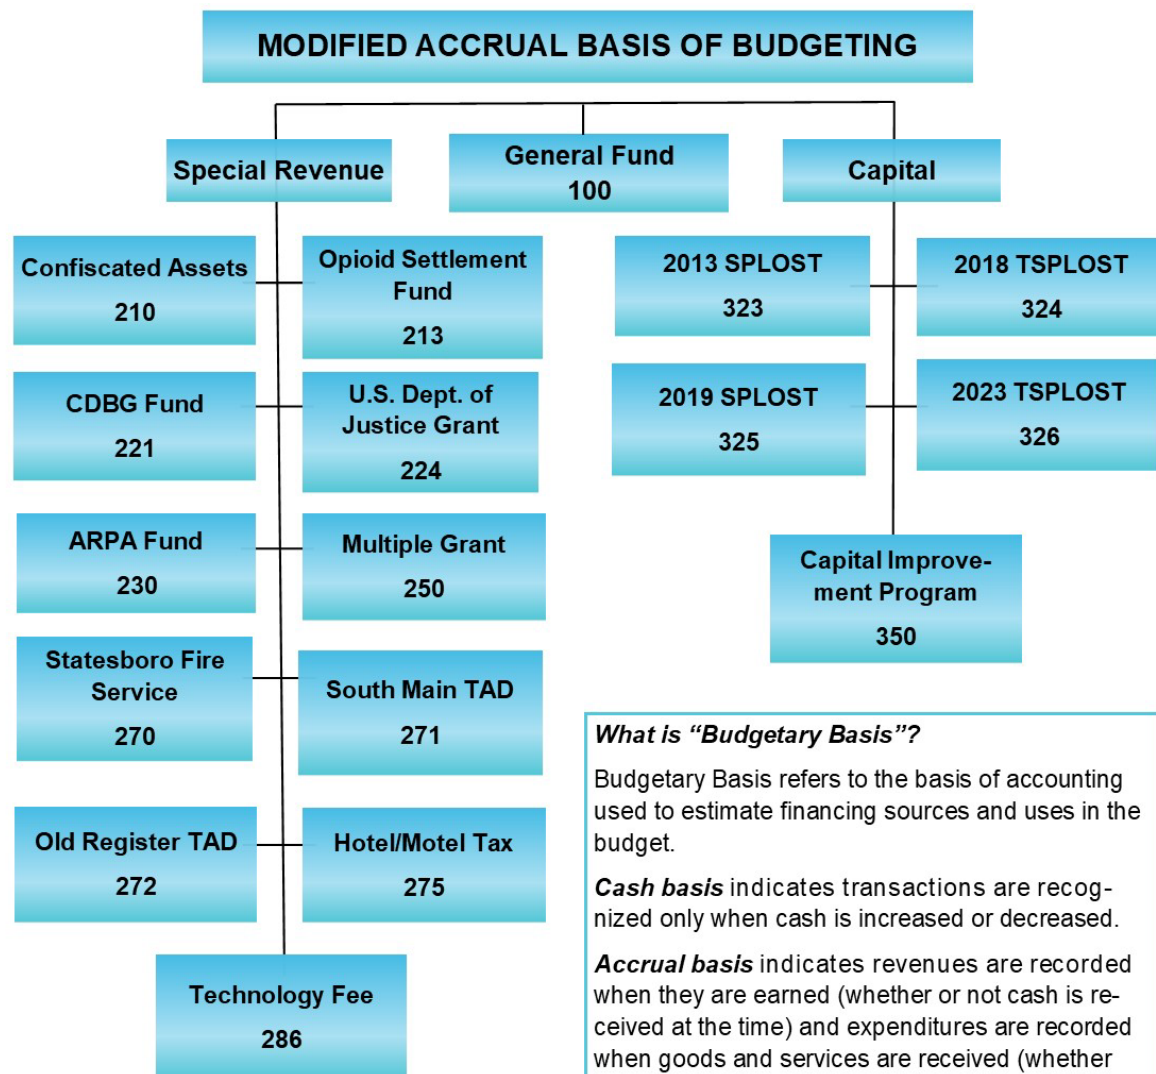 MODIFIED ACCRUAL BASIS OF BUDGETING
Special Revenue
General Fund
100
Capital
Confiscated Assets
210
Opioid Settlement
Fund
213
CDBG Fund
221
U.S. Dept. of
Justice Grant
224
ARPA Fund
230
Multiple Grant
250
Statesboro Fire
Service
270
South Main TAD
271
Old Register TAD
272
Hotel/Motel Tax
275
Technology Fee
286
2013 SPLOST
323
2018 TSPLOST
324
2019 SPLOST
325
2023 TSPLOST
326
Capital Improve-
ment Program
350
What is “Budgetary Basis”?
Budgetary Basis refers to the basis of accounting
used to estimate financing sources and uses in the
budget.
Cash basis indicates transactions are recog-
nized only when cash is increased or decreased.
Accrual basis indicates revenues are recorded
when they are earned (whether or not cash is re-
ceived at the time) and expenditures are recorded
when goods and services are received (whether